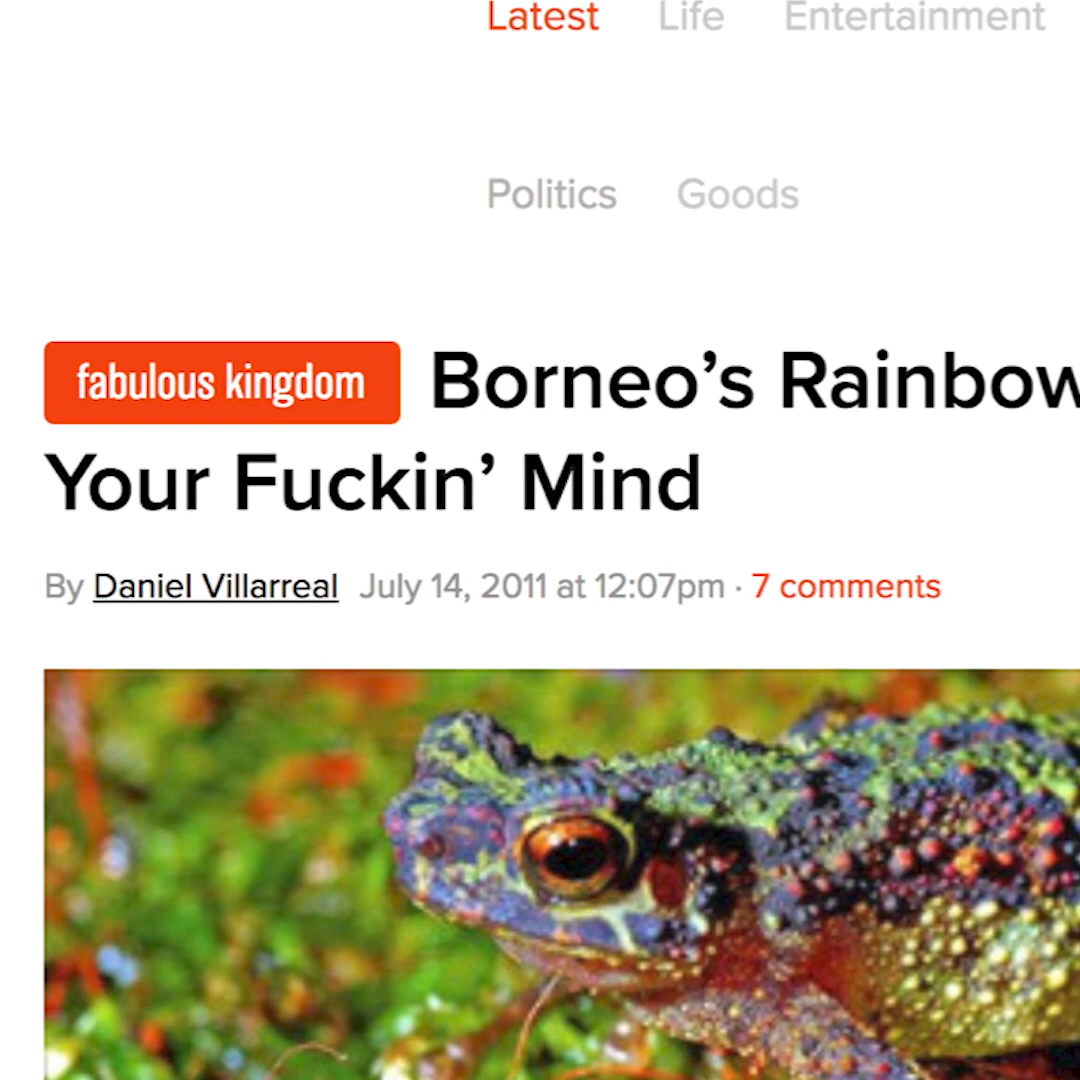 Latest Life Entertainment
Politics Goods
fabulous kingdom Borneo’s Rainbow
Your Fuckin’ Mind
By Daniel Villarreal July 14, 2011 at 12:07pm · 7 comments